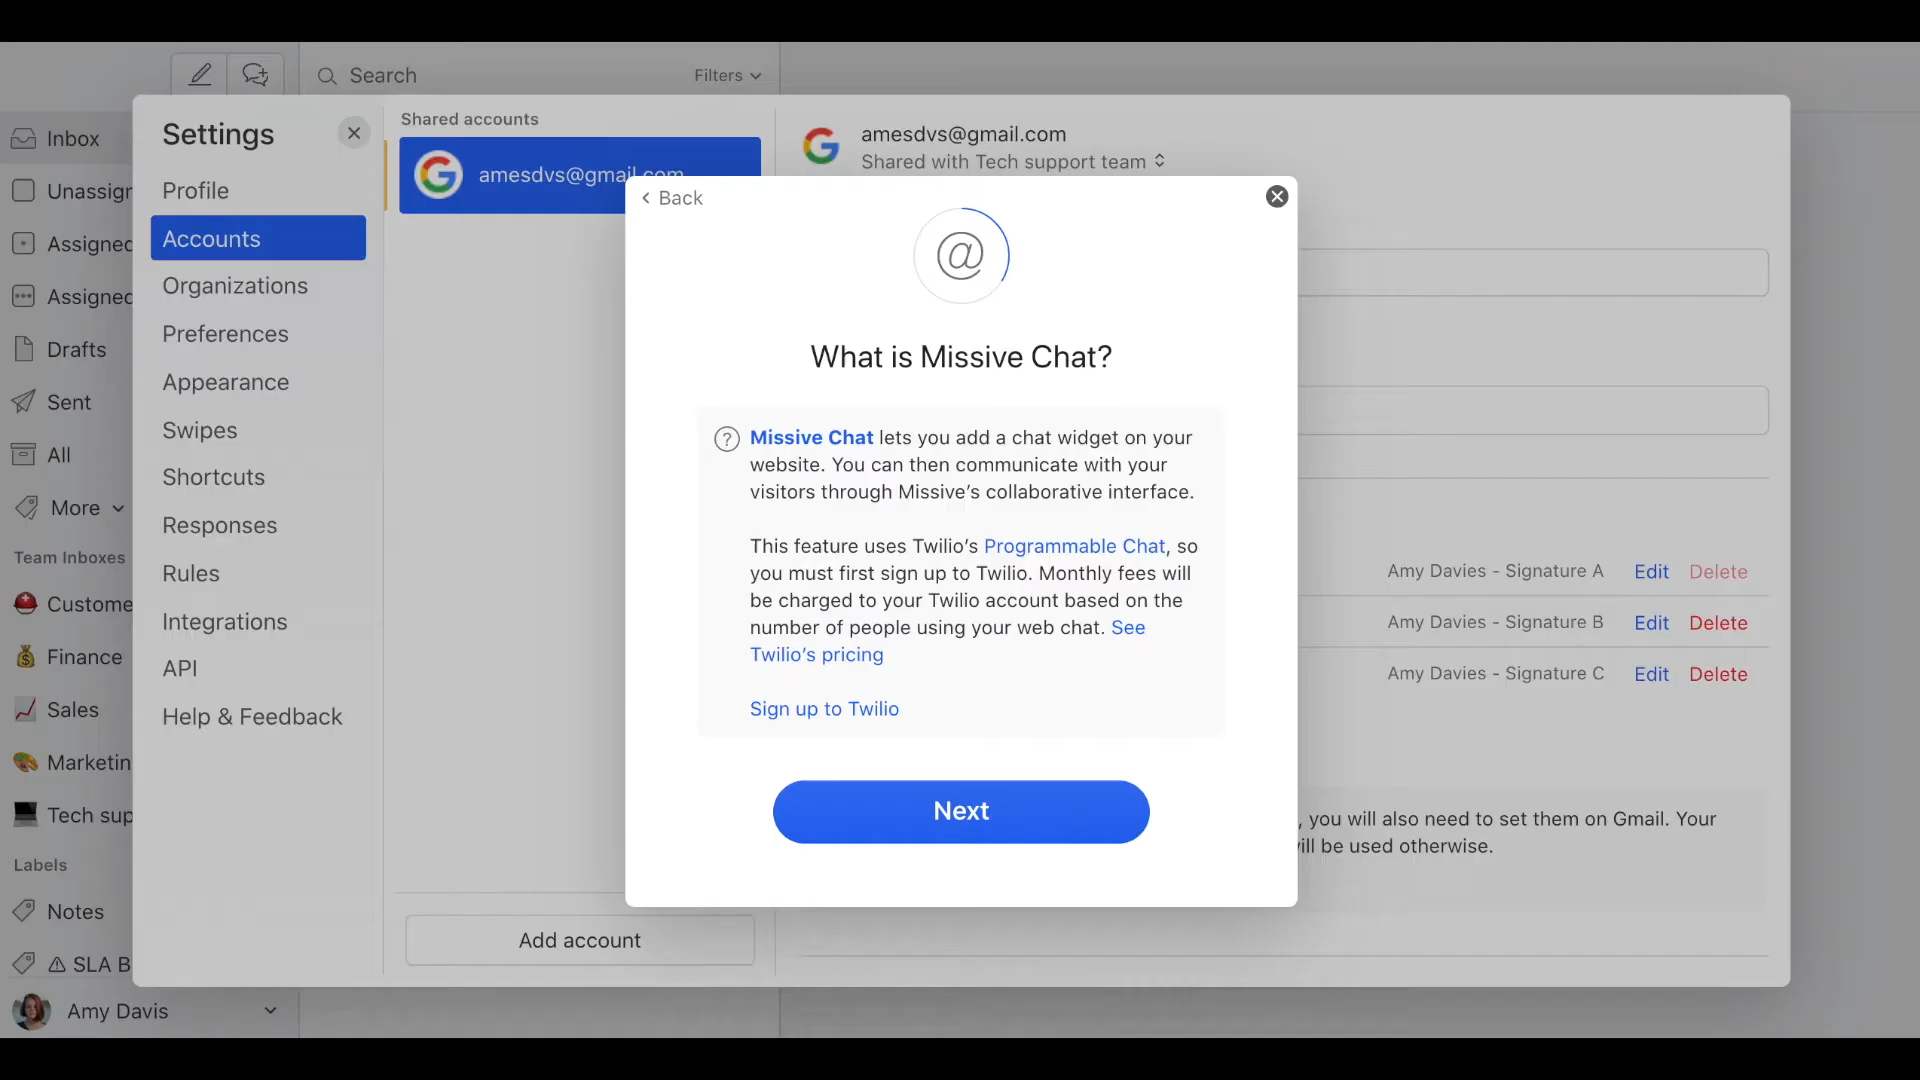 Search
Filters
Inbox
Unassign
Assigned
Assigned
Drafts
Sent
All
More
Team Inboxes
Custome
Finance
Sales
Marketin
Tech sup
Labels
Notes
SLA B
Amy Davis
Settings
Profile
Accounts
Organizations
Preferences
Appearance
Swipes
Shortcuts
Responses
Rules
Integrations
API
Help & Feedback
Shared accounts
amesdvs@gmail.com
Add account
amesdvs@gmail.com
Shared with Tech support team
Amy Davies - Signature A Edit Delete
Amy Davies - Signature B Edit Delete
Amy Davies - Signature C Edit Delete
, you will also need to set them on Gmail. Your
ill be used otherwise.
Back
@
What is Missive Chat?
Missive Chat lets you add a chat widget on your
website. You can then communicate with your
visitors through Missive’s collaborative interface.
This feature uses Twilio’s Programmable Chat, so
you must first sign up to Twilio. Monthly fees will
be charged to your Twilio account based on the
number of people using your web chat. See
Twilio’s pricing
Sign up to Twilio
Next